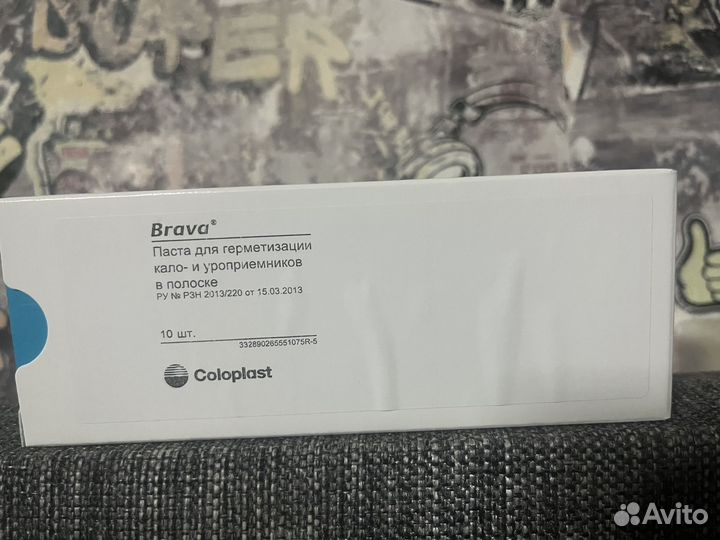 Brava®
Паста для герметизации
кало- и уроприемников
в полоске
РУ № РЗН 2013/220 от 15.03.2013
10 шт.
332890265551075R-5
Coloplast
Avito